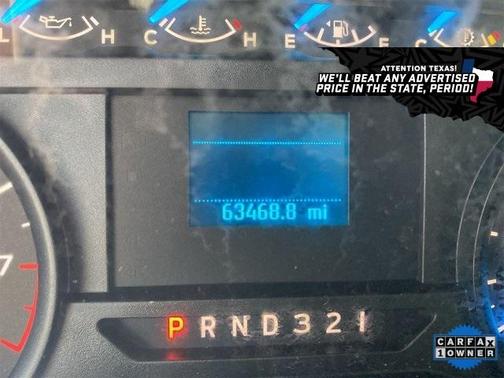 L H C H E F C
ATTENTION TEXAS!
WE'LL BEAT ANY ADVERTISED
PRICE IN THE STATE, PERIOD!
63468.8 mi
7
P R N D 3 2 1
CARFAX
1 OWNER